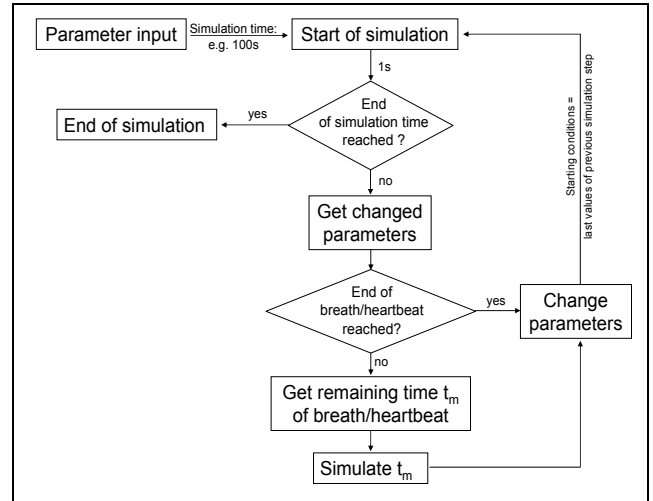 Parameter input
Simulation time:
e.g. 100s
Start of simulation
1s
End
of simulation time
reached ?
yes
End of simulation
no
Get changed
parameters
End of
breath/heartbeat
reached?
yes
Change
parameters
Starting conditions =
last values of previous simulation step
no
Get remaining time tm
of breath/heartbeat
Simulate tm